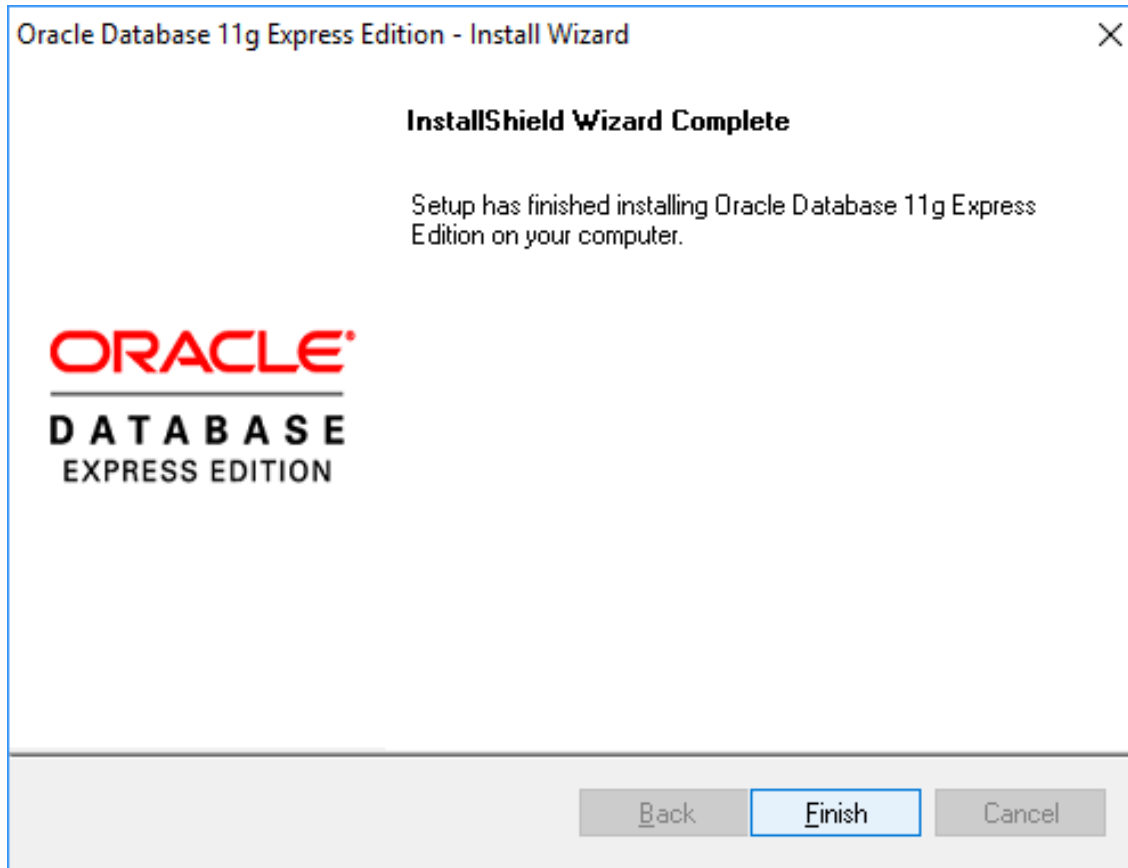 Oracle Database 11g Express Edition - Install Wizard
InstallShield Wizard Complete
Setup has finished installing Oracle Database 11g Express
Edition on your computer.
ORACLE®
DATABASE
EXPRESS EDITION
Back
Finish
Cancel